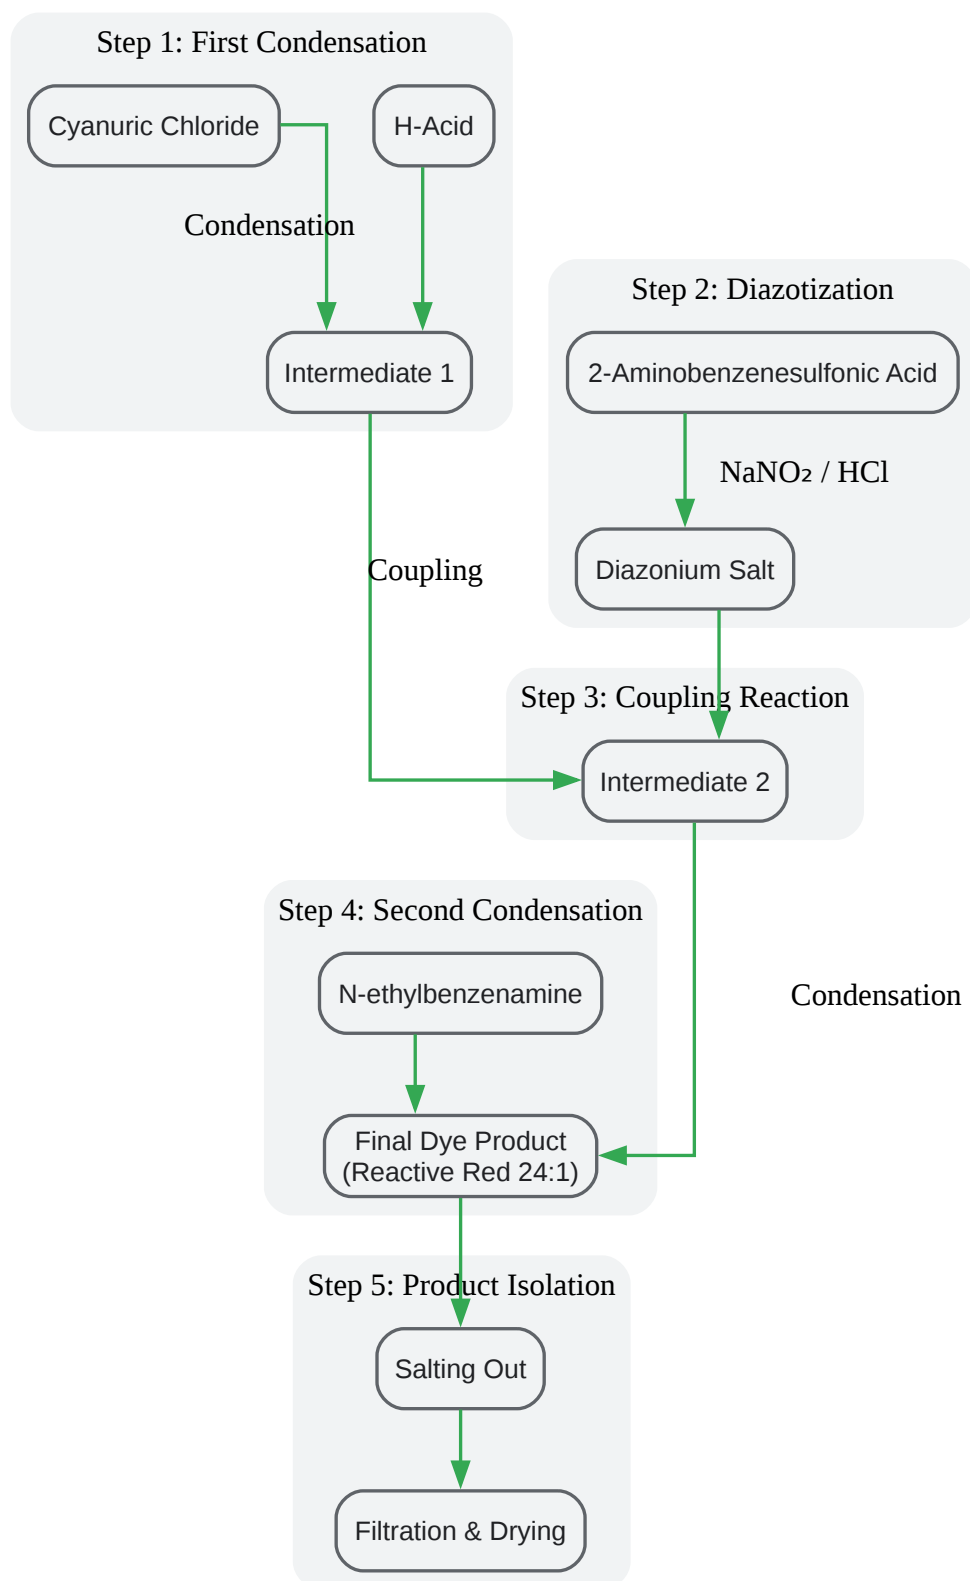 Step 1: First Condensation
Cyanuric Chloride
H-Acid
Condensation
Intermediate 1
Step 2: Diazotization
2-Aminobenzenesulfonic Acid
NaNO₂ / HCl
Diazonium Salt
Coupling
Step 3: Coupling Reaction
Intermediate 2
Step 4: Second Condensation
N-ethylbenzenamine
Condensation
Final Dye Product
(Reactive Red 24:1)
Step 5: Product Isolation
Salting Out
Filtration & Drying